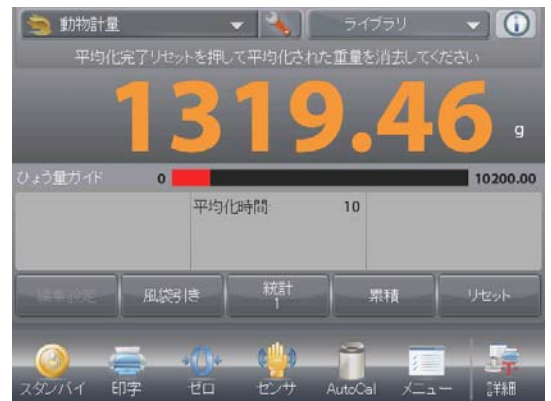 動物計量
ライブラリ
平均化完了リセットを押して平均化された重量を消去してください
1319.46 g
ひょう量ガイド 0 10200.00
平均化時間 10
編集設定 風袋引き 統計 1 累積 リセット
スタンバイ 印字 ゼロ センサ AutoCal メニュー 詳細